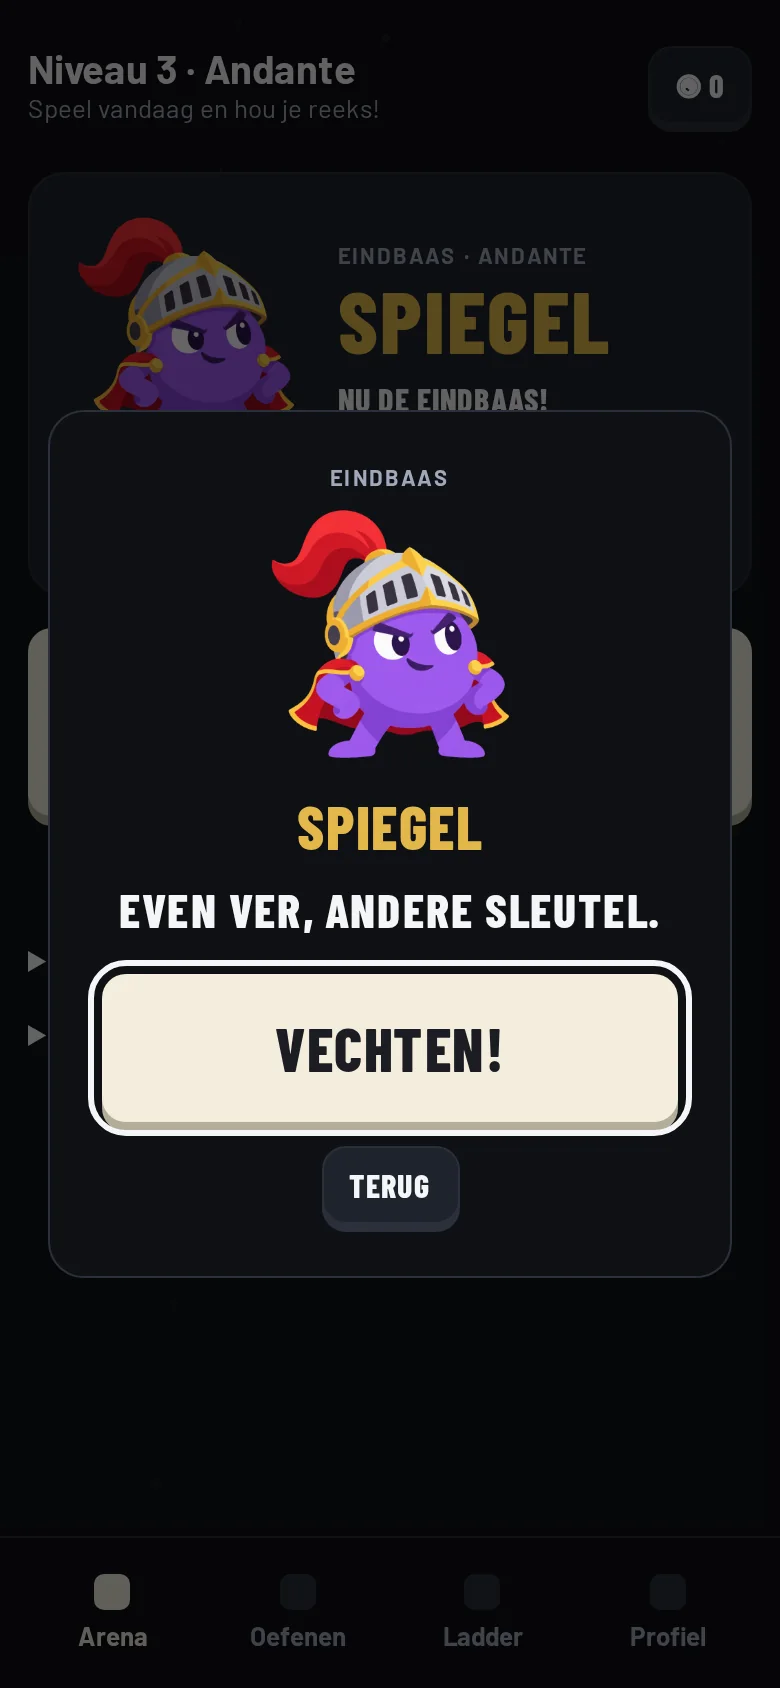 Niveau 3 · Andante
Speel vandaag en hou je reeks!
0
EINDBAAS · ANDANTE
SPIEGEL
NU DE EINDBAAS!
EINDBAAS
SPIEGEL
EVEN VER, ANDERE SLEUTEL.
VECHTEN!
TERUG
Arena
Oefenen
Ladder
Profiel